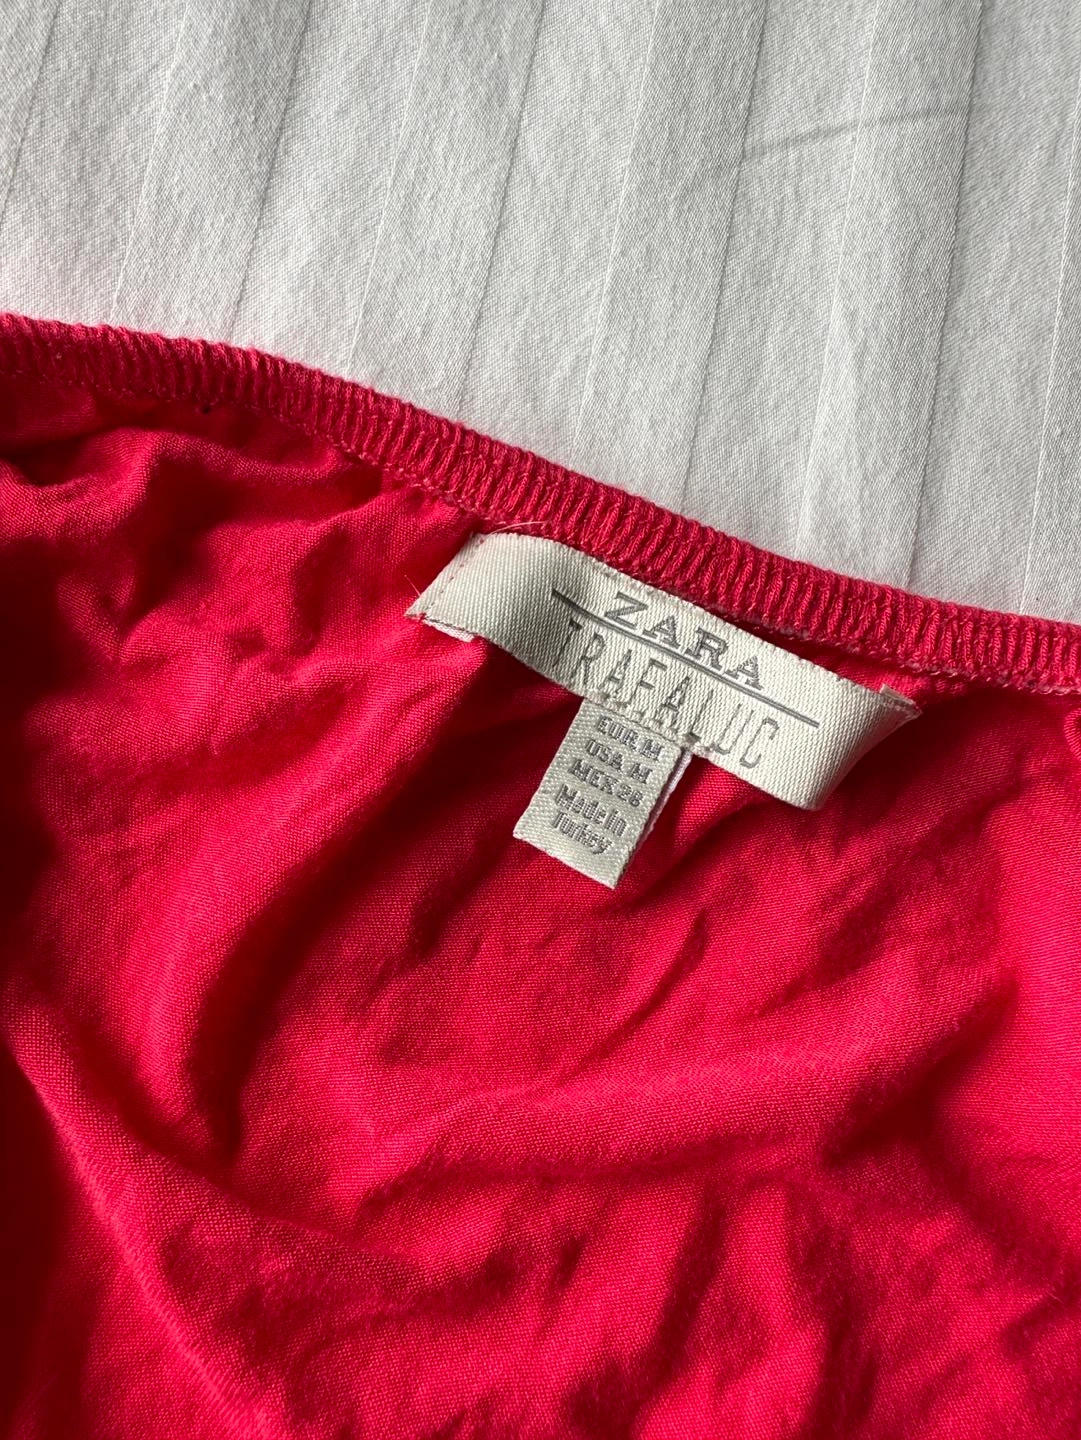 ZARA
TRAFALUC
EUR M
USA M
MEX 28
Made in
Turkey